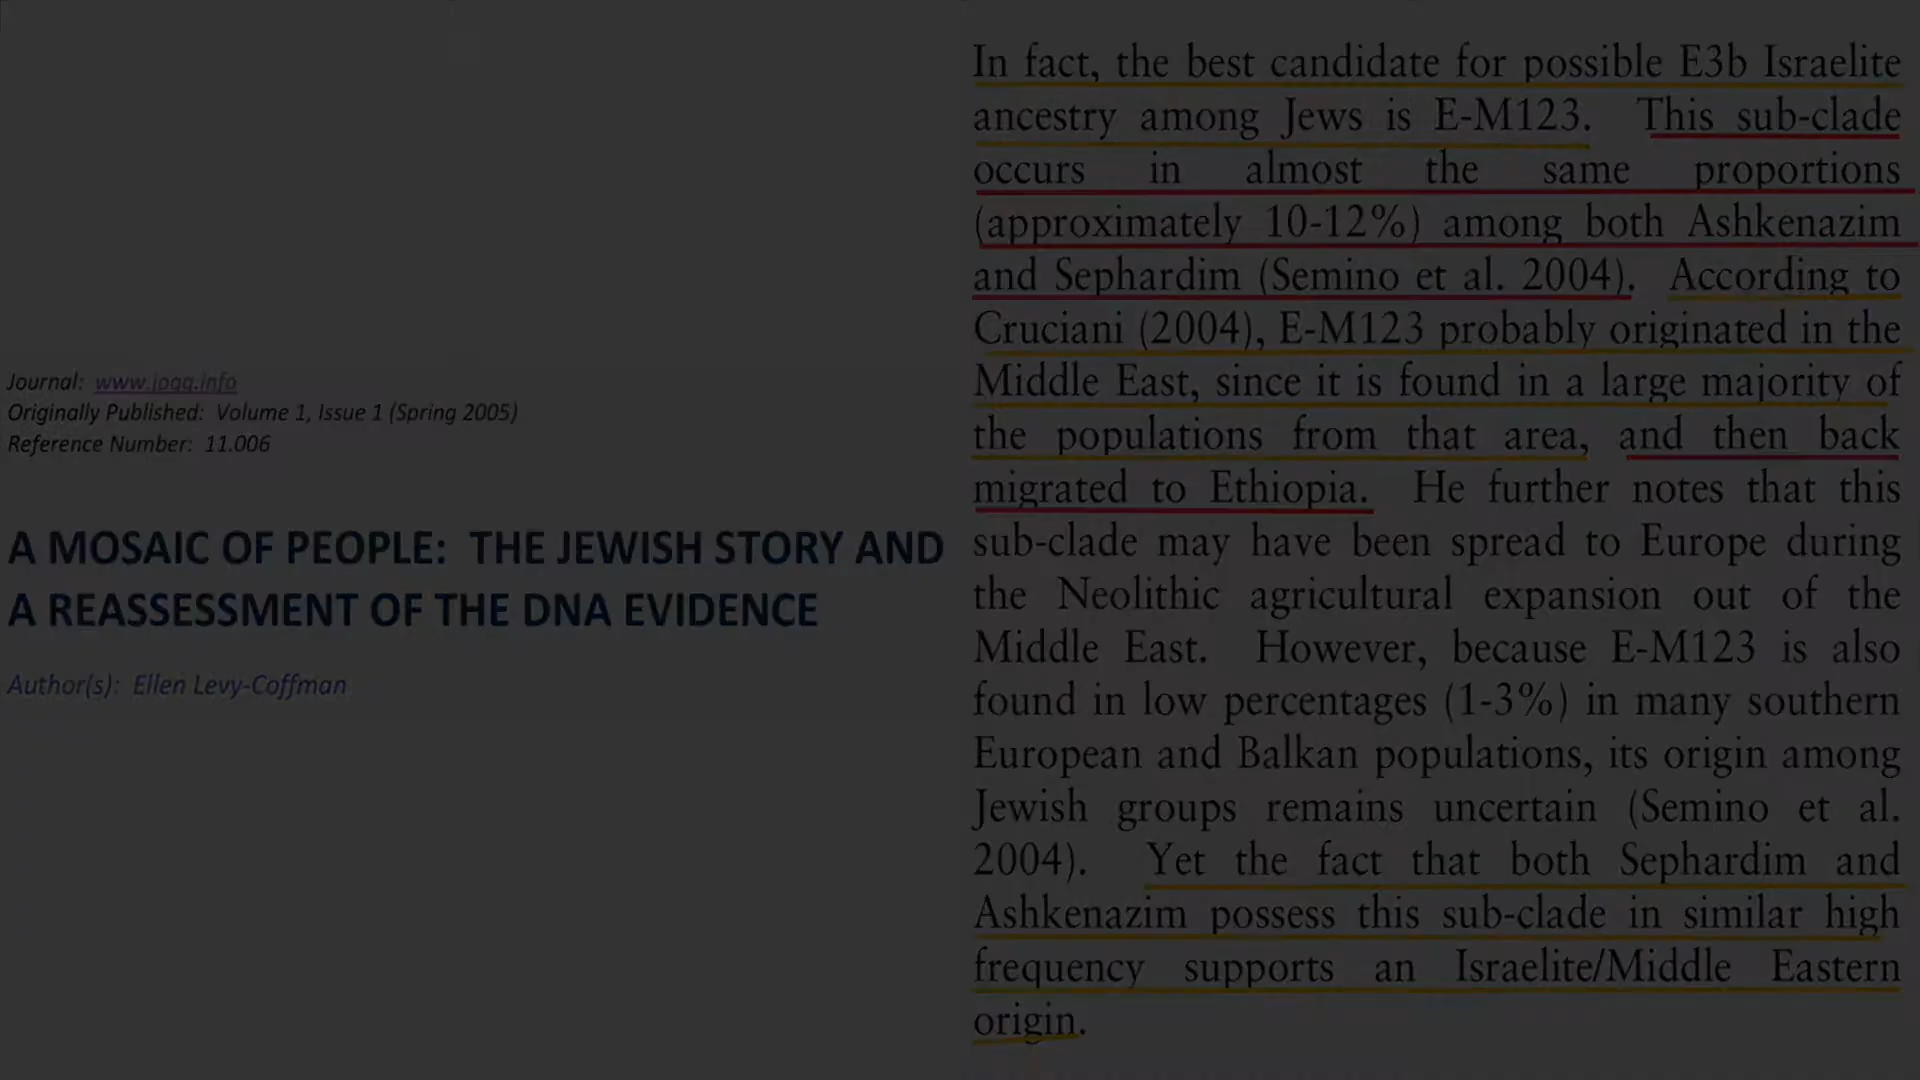 Journal: www.jogg.info
Originally Published: Volume 1, Issue 1 (Spring 2005)
Reference Number: 11.006
A MOSAIC OF PEOPLE: THE JEWISH STORY AND
A REASSESSMENT OF THE DNA EVIDENCE
Author(s): Ellen Levy-Coffman
In fact, the best candidate for possible E3b Israelite
ancestry among Jews is E-M123. This sub-clade
occurs in almost the same proportions
(approximately 10-12%) among both Ashkenazim
and Sephardim (Semino et al. 2004). According to
Cruciani (2004), E-M123 probably originated in the
Middle East, since it is found in a large majority of
the populations from that area, and then back
migrated to Ethiopia. He further notes that this
sub-clade may have been spread to Europe during
the Neolithic agricultural expansion out of the
Middle East. However, because E-M123 is also
found in low percentages (1-3%) in many southern
European and Balkan populations, its origin among
Jewish groups remains uncertain (Semino et al.
2004). Yet the fact that both Sephardim and
Ashkenazim possess this sub-clade in similar high
frequency supports an Israelite/Middle Eastern
origin.